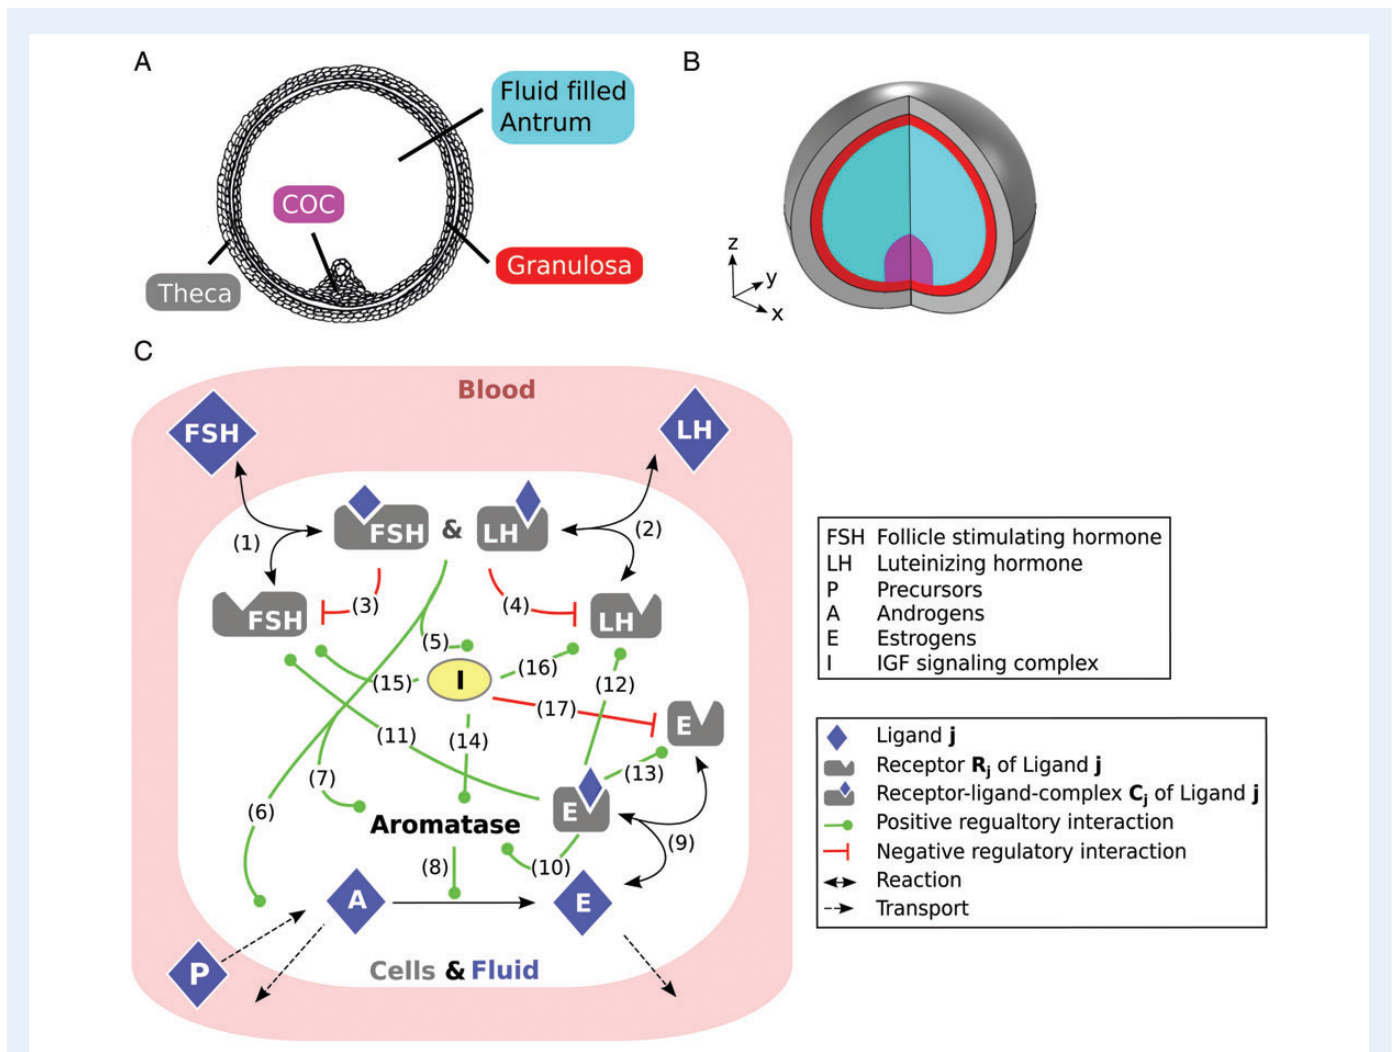 A
Fluid filled
Antrum
COC
Granulosa
Theca
B
z
y
x
C
Blood
FSH
LH
FSH & LH
(1)
(2)
FSH
(3)
(4)
LH
(5)
(15)
I
(16)
(12)
(17)
E
(11)
(14)
(13)
(7)
(6)
E
Aromatase
(9)
(8)
(10)
A
E
P
Cells & Fluid
FSH Follicle stimulating hormone
LH Luteinizing hormone
P Precursors
A Androgens
E Estrogens
I IGF signaling complex
Ligand j
Receptor Rj of Ligand j
Receptor-ligand-complex Cj of Ligand j
Positive regualtory interaction
Negative regulatory interaction
Reaction
Transport